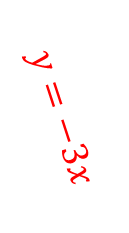 y = −3x